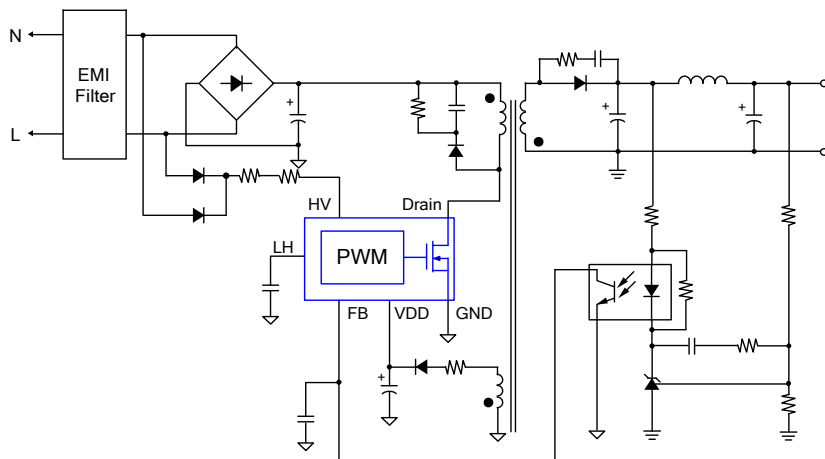 N
EMI
Filter
L
HV
Drain
LH
PWM
FB
VDD
GND
+
+
+
+